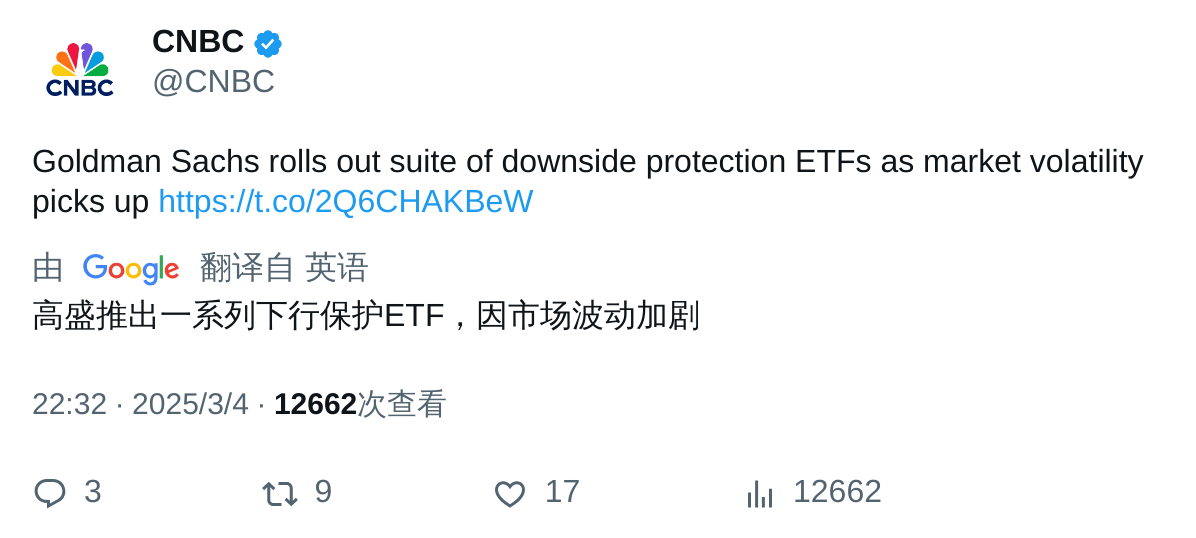 CNBC
CNBC
@CNBC
Goldman Sachs rolls out suite of downside protection ETFs as market volatility
picks up https://t.co/2Q6CHAKBeW
由 Google 翻译自 英语
高盛推出一系列下行保护ETF，因市场波动加剧
22:32 · 2025/3/4 · 12662次查看
3 9 17 12662